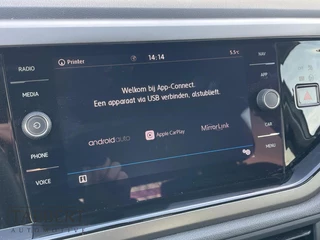 RADIO
MEDIA
PHONE
VOICE
Printer 14:14 5.5°C
Welkom bij App-Connect.
Een apparaat via USB verbinden, alstublieft.
androidauto Apple CarPlay MirrorLink
NAV
APP
CAR
MENU
AUTOMOTIVE